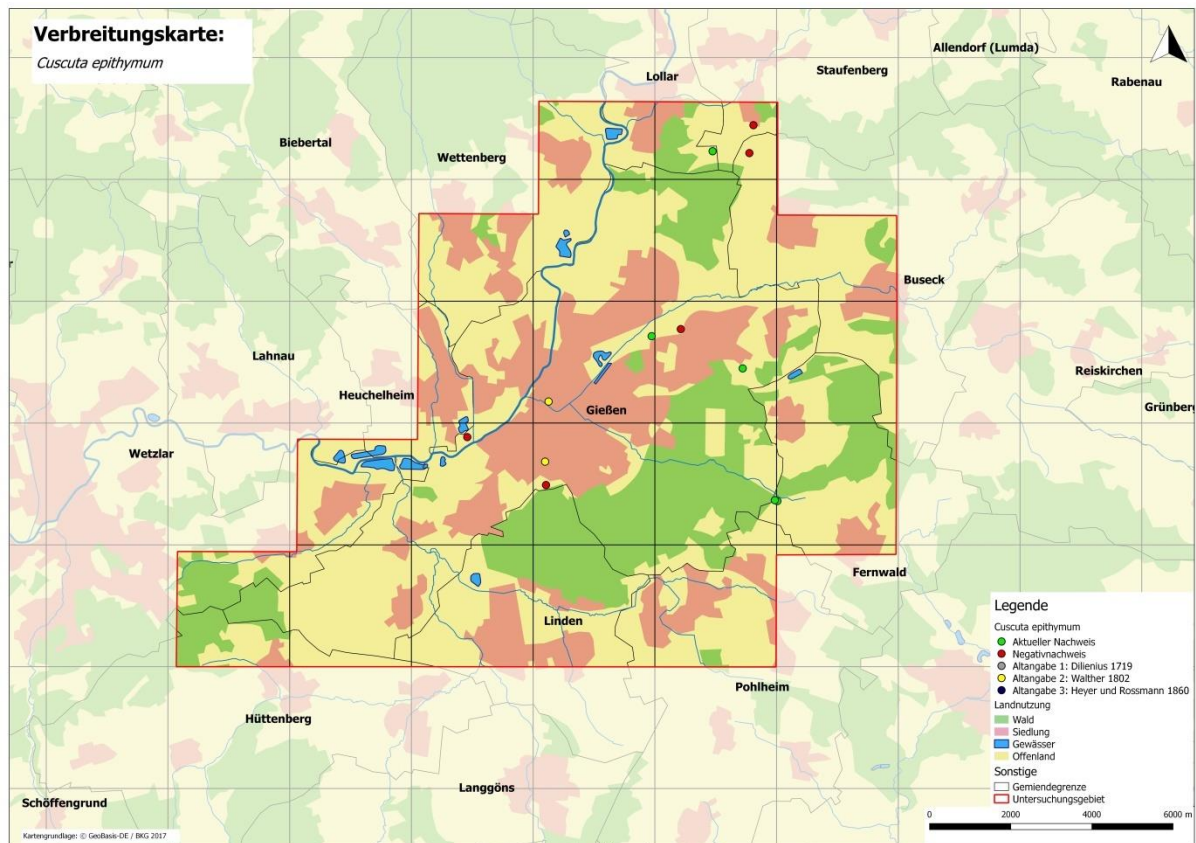 Verbreitungskarte:
Cuscuta epithymum
Allendorf (Lumda)
Lollar
Staufenberg
Rabenau
Biebertal
Wettenberg
Buseck
Lahnau
Reiskirchen
Heuchelheim
Gießen
Grünberg
Wetzlar
Fernwald
Linden
Pohlheim
Hüttenberg
Langgöns
Schöffengrund
Legende
Cuscuta epithymum
Aktueller Nachweis
Negativnachweis
Altangabe 1: Dilienius 1719
Altangabe 2: Walther 1802
Altangabe 3: Heyer und Rossmann 1860
Landnutzung
Wald
Siedlung
Gewässer
Offenland
Sonstige
Gemiendegrenze
Untersuchungsgebiet
0 2000 4000 6000 m
Kartengrundlage: © GeoBasis-DE / BKG 2017